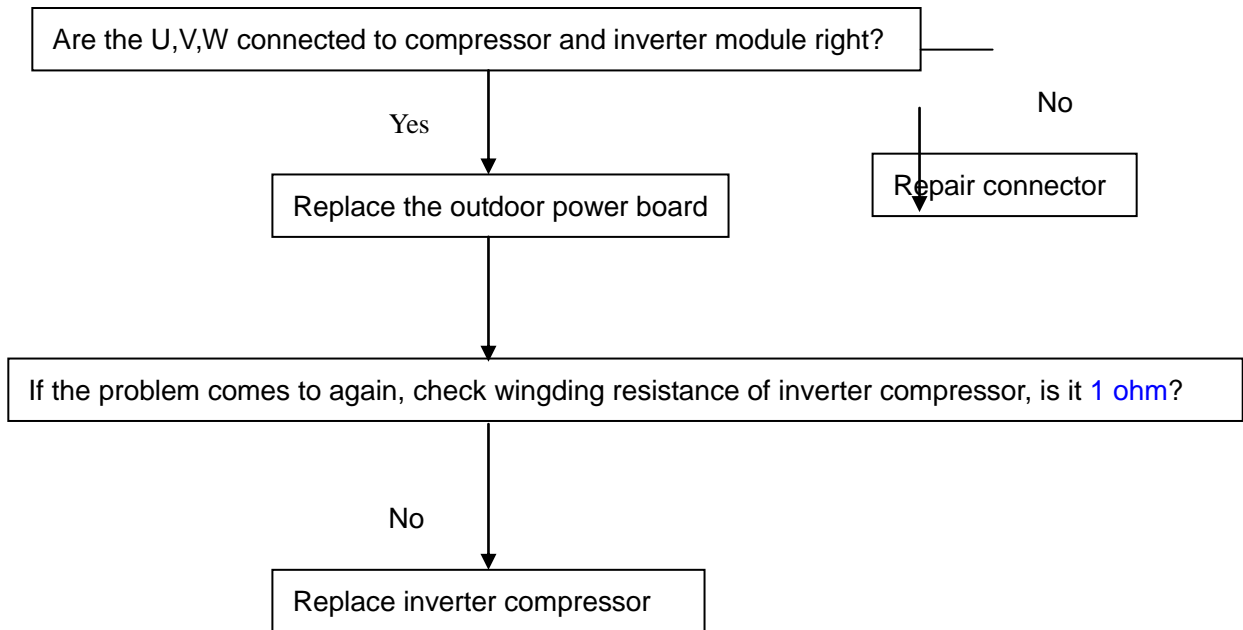 Are the U,V,W connected to compressor and inverter module right?
No
Yes
Repair connector
Replace the outdoor power board
If the problem comes to again, check wingding resistance of inverter compressor, is it 1 ohm?
No
Replace inverter compressor